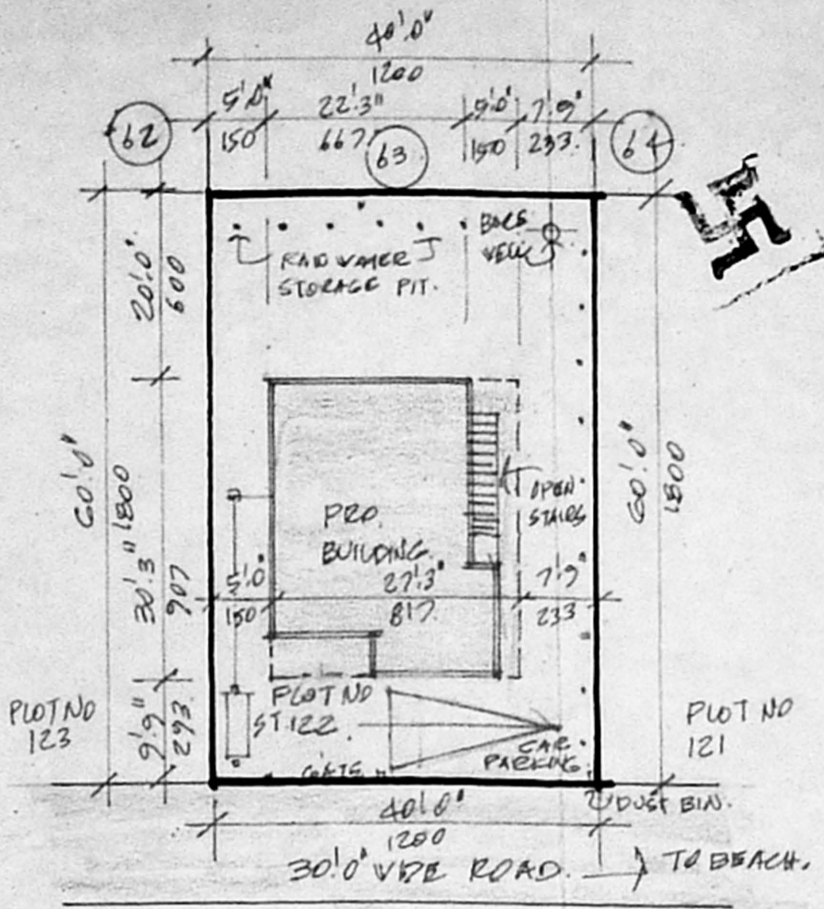 40'.0"
1200
5'.0" 22'.3" 5'.0" 7'.9"
150 667 150 233
62 63 64
BORE
WELL
RAIN WATER
STORAGE PIT.
20'.0"
600
60'.0"
1800
60'.0"
1800
30'.3"
907
OPEN
STAIRS
PRO.
BUILDING.
5'.0" 27'.3" 7'.9"
150 817 233
9'.9"
293
PLOT NO
123
PLOT NO
ST.122
PLOT NO
121
CAR
PARKING
GATE
DUST BIN.
40'.0"
1200
30'.0" WDE ROAD. TO BEACH.